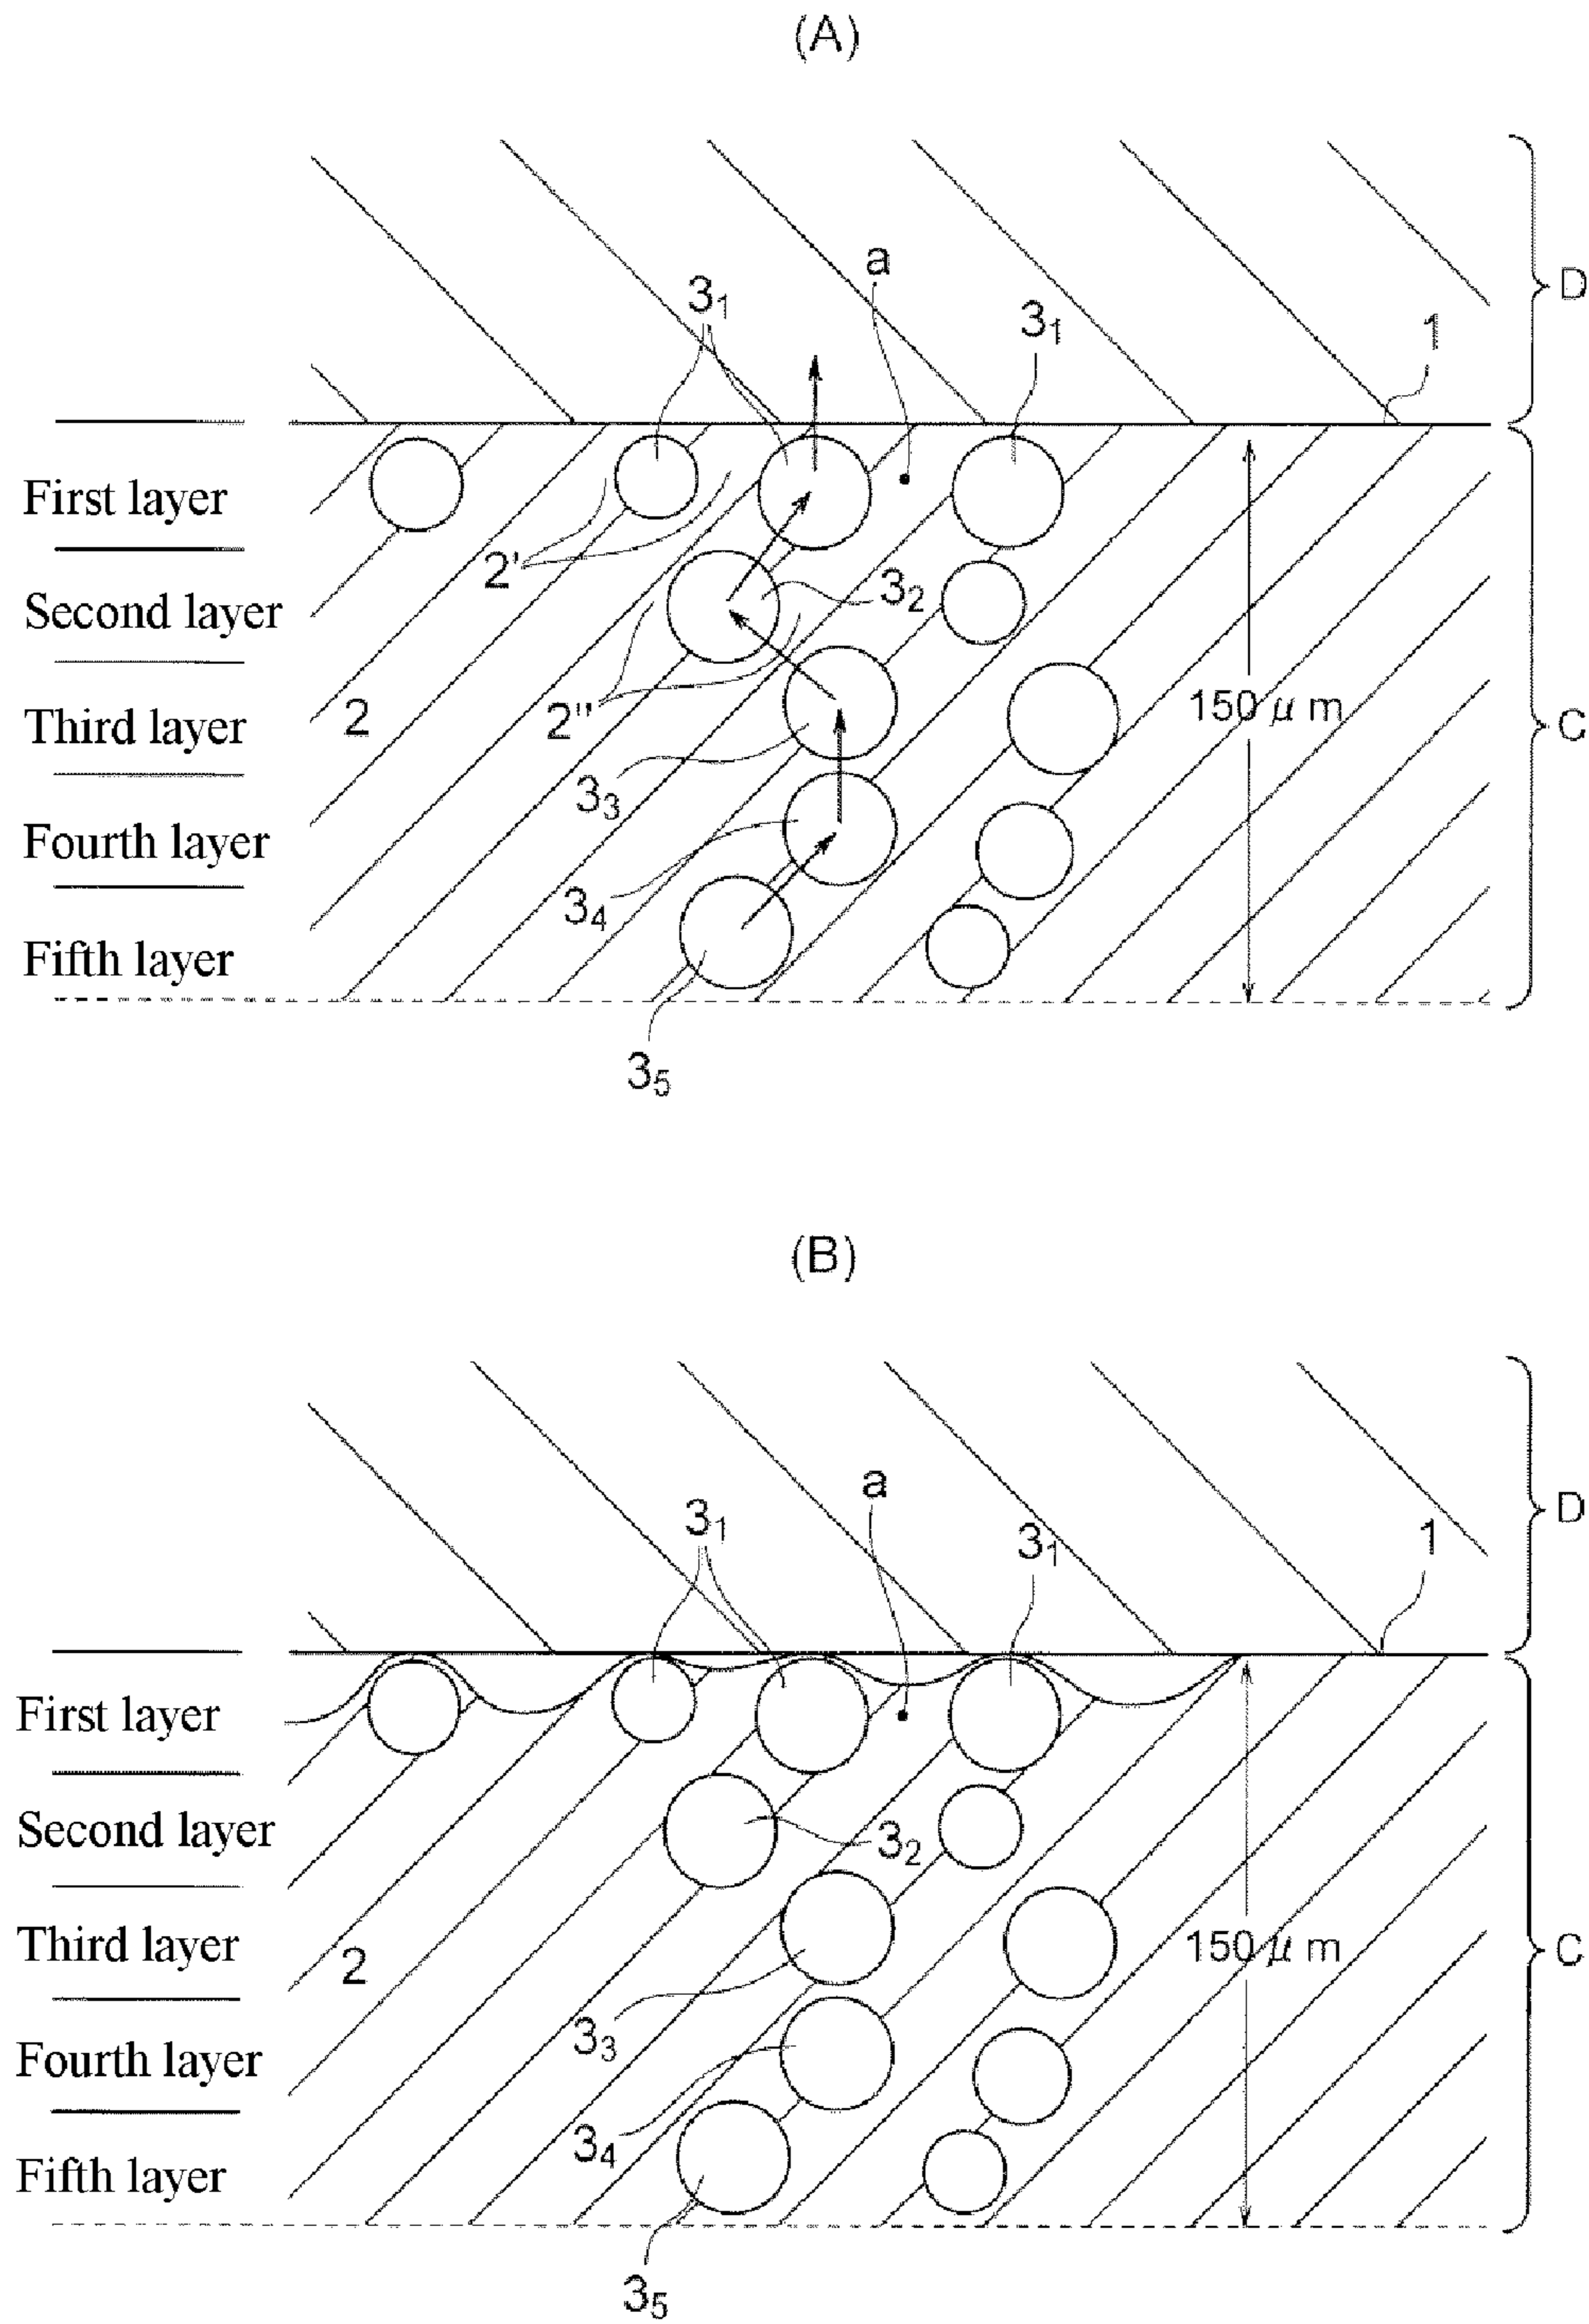 (A)
a
D
3₁
3₁
1
First layer
2'
Second layer
3₂
Third layer
2
2"
150 μm
C
3₃
Fourth layer
3₄
Fifth layer
3₅
(B)
a
D
3₁
3₁
1
First layer
Second layer
3₂
Third layer
2
150 μm
C
3₃
Fourth layer
3₄
Fifth layer
3₅